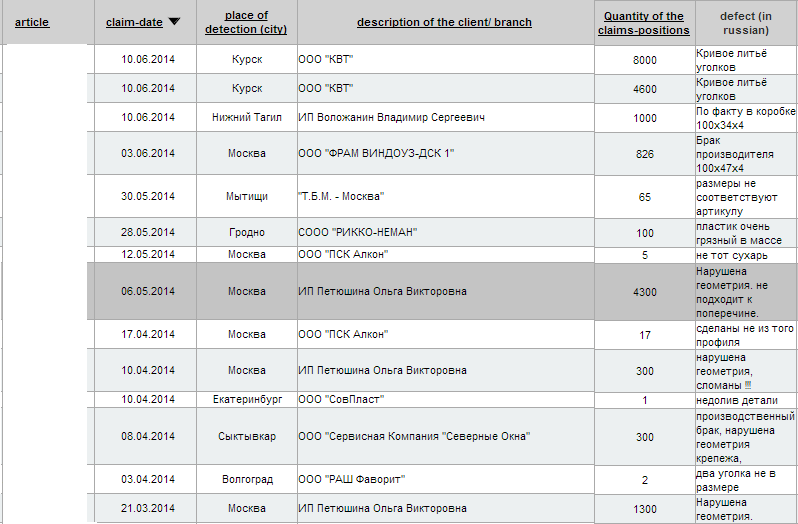 article
claim-date
place of
detection (city)
description of the client/ branch
Quantity of the
claims-positions
defect (in
russian)
10.06.2014
Курск
ООО "КВТ"
8000
Кривое литьё
уголков
10.06.2014
Курск
ООО "КВТ"
4600
Кривое литьё
уголков
10.06.2014
Нижний Тагил
ИП Воложанин Владимир Сергеевич
1000
По факту в коробке
100х34х4
03.06.2014
Москва
ООО "ФРАМ ВИНДОУЗ-ДСК 1"
826
Брак
производителя
100х47х4
30.05.2014
Мытищи
"Т.Б.М. - Москва"
65
размеры не
соответствуют
артикулу
28.05.2014
Гродно
СООО "РИККО-НЕМАН"
100
пластик очень
грязный в массе
12.05.2014
Москва
ООО "ПСК Алкон"
5
не тот сухарь
06.05.2014
Москва
ИП Петюшина Ольга Викторовна
4300
Нарушена
геометрия. не
подходит к
поперечине.
17.04.2014
Москва
ООО "ПСК Алкон"
17
сделаны не из того
профиля
10.04.2014
Москва
ИП Петюшина Ольга Викторовна
300
нарушена
геометрия,
сломаны !!!
10.04.2014
Екатеринбург
ООО "СовПласт"
1
недолив детали
08.04.2014
Сыктывкар
ООО "Сервисная Компания "Северные Окна"
300
производственный
брак, нарушена
геометрия
крепежа,
03.04.2014
Волгоград
ООО "РАШ Фаворит"
2
два уголка не в
размере
21.03.2014
Москва
ИП Петюшина Ольга Викторовна
1300
Нарушена
геометрия.